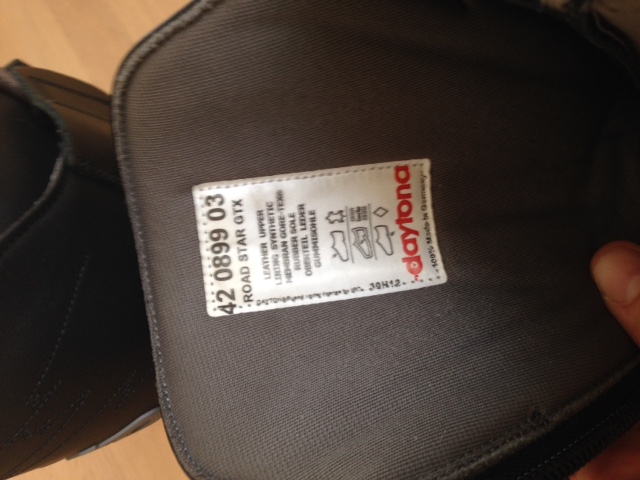 42 0899 03
ROAD STAR GTX
LEATHER UPPER
LINING SYNTHETIC
MEMBRAN GORE-TEX®
RUBBER SOLE
OBERTEIL LEDER
GUMMISOHLE
30H12
daytona
100% Made in Germany